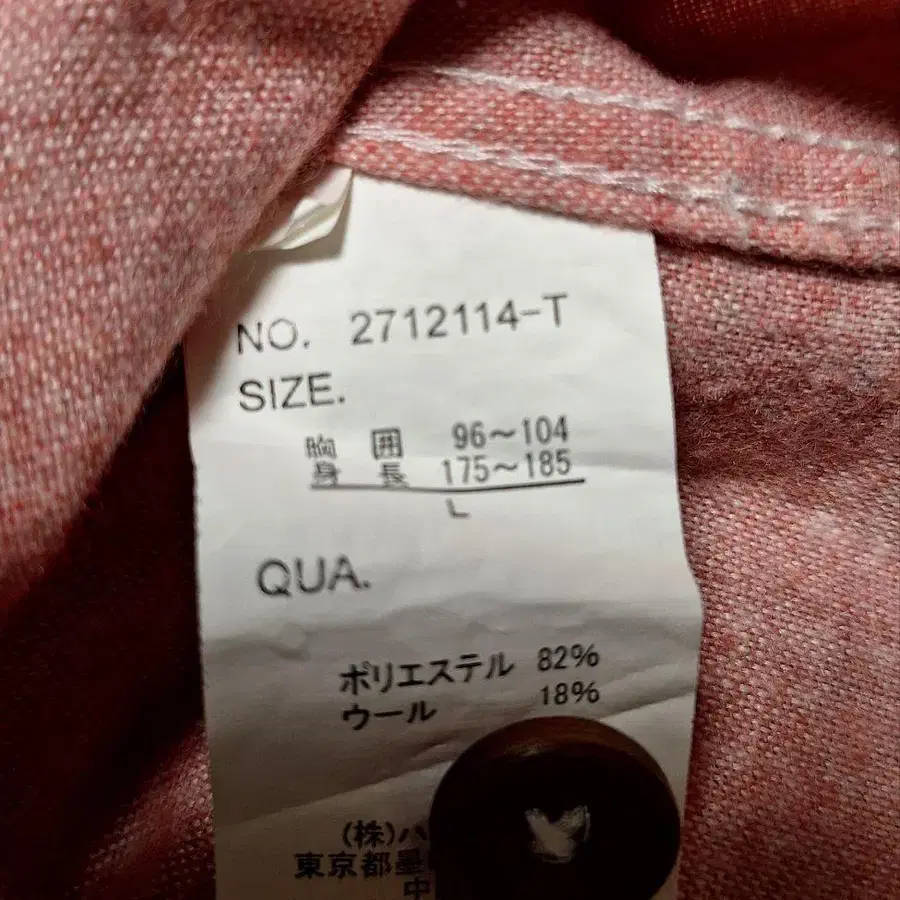 NO. 2712114-T
SIZE.
胸 囲 96～104
身 長 175～185
L
QUA.
ポリエステル 82%
ウール 18%
(株)ハ
東京都墨
中